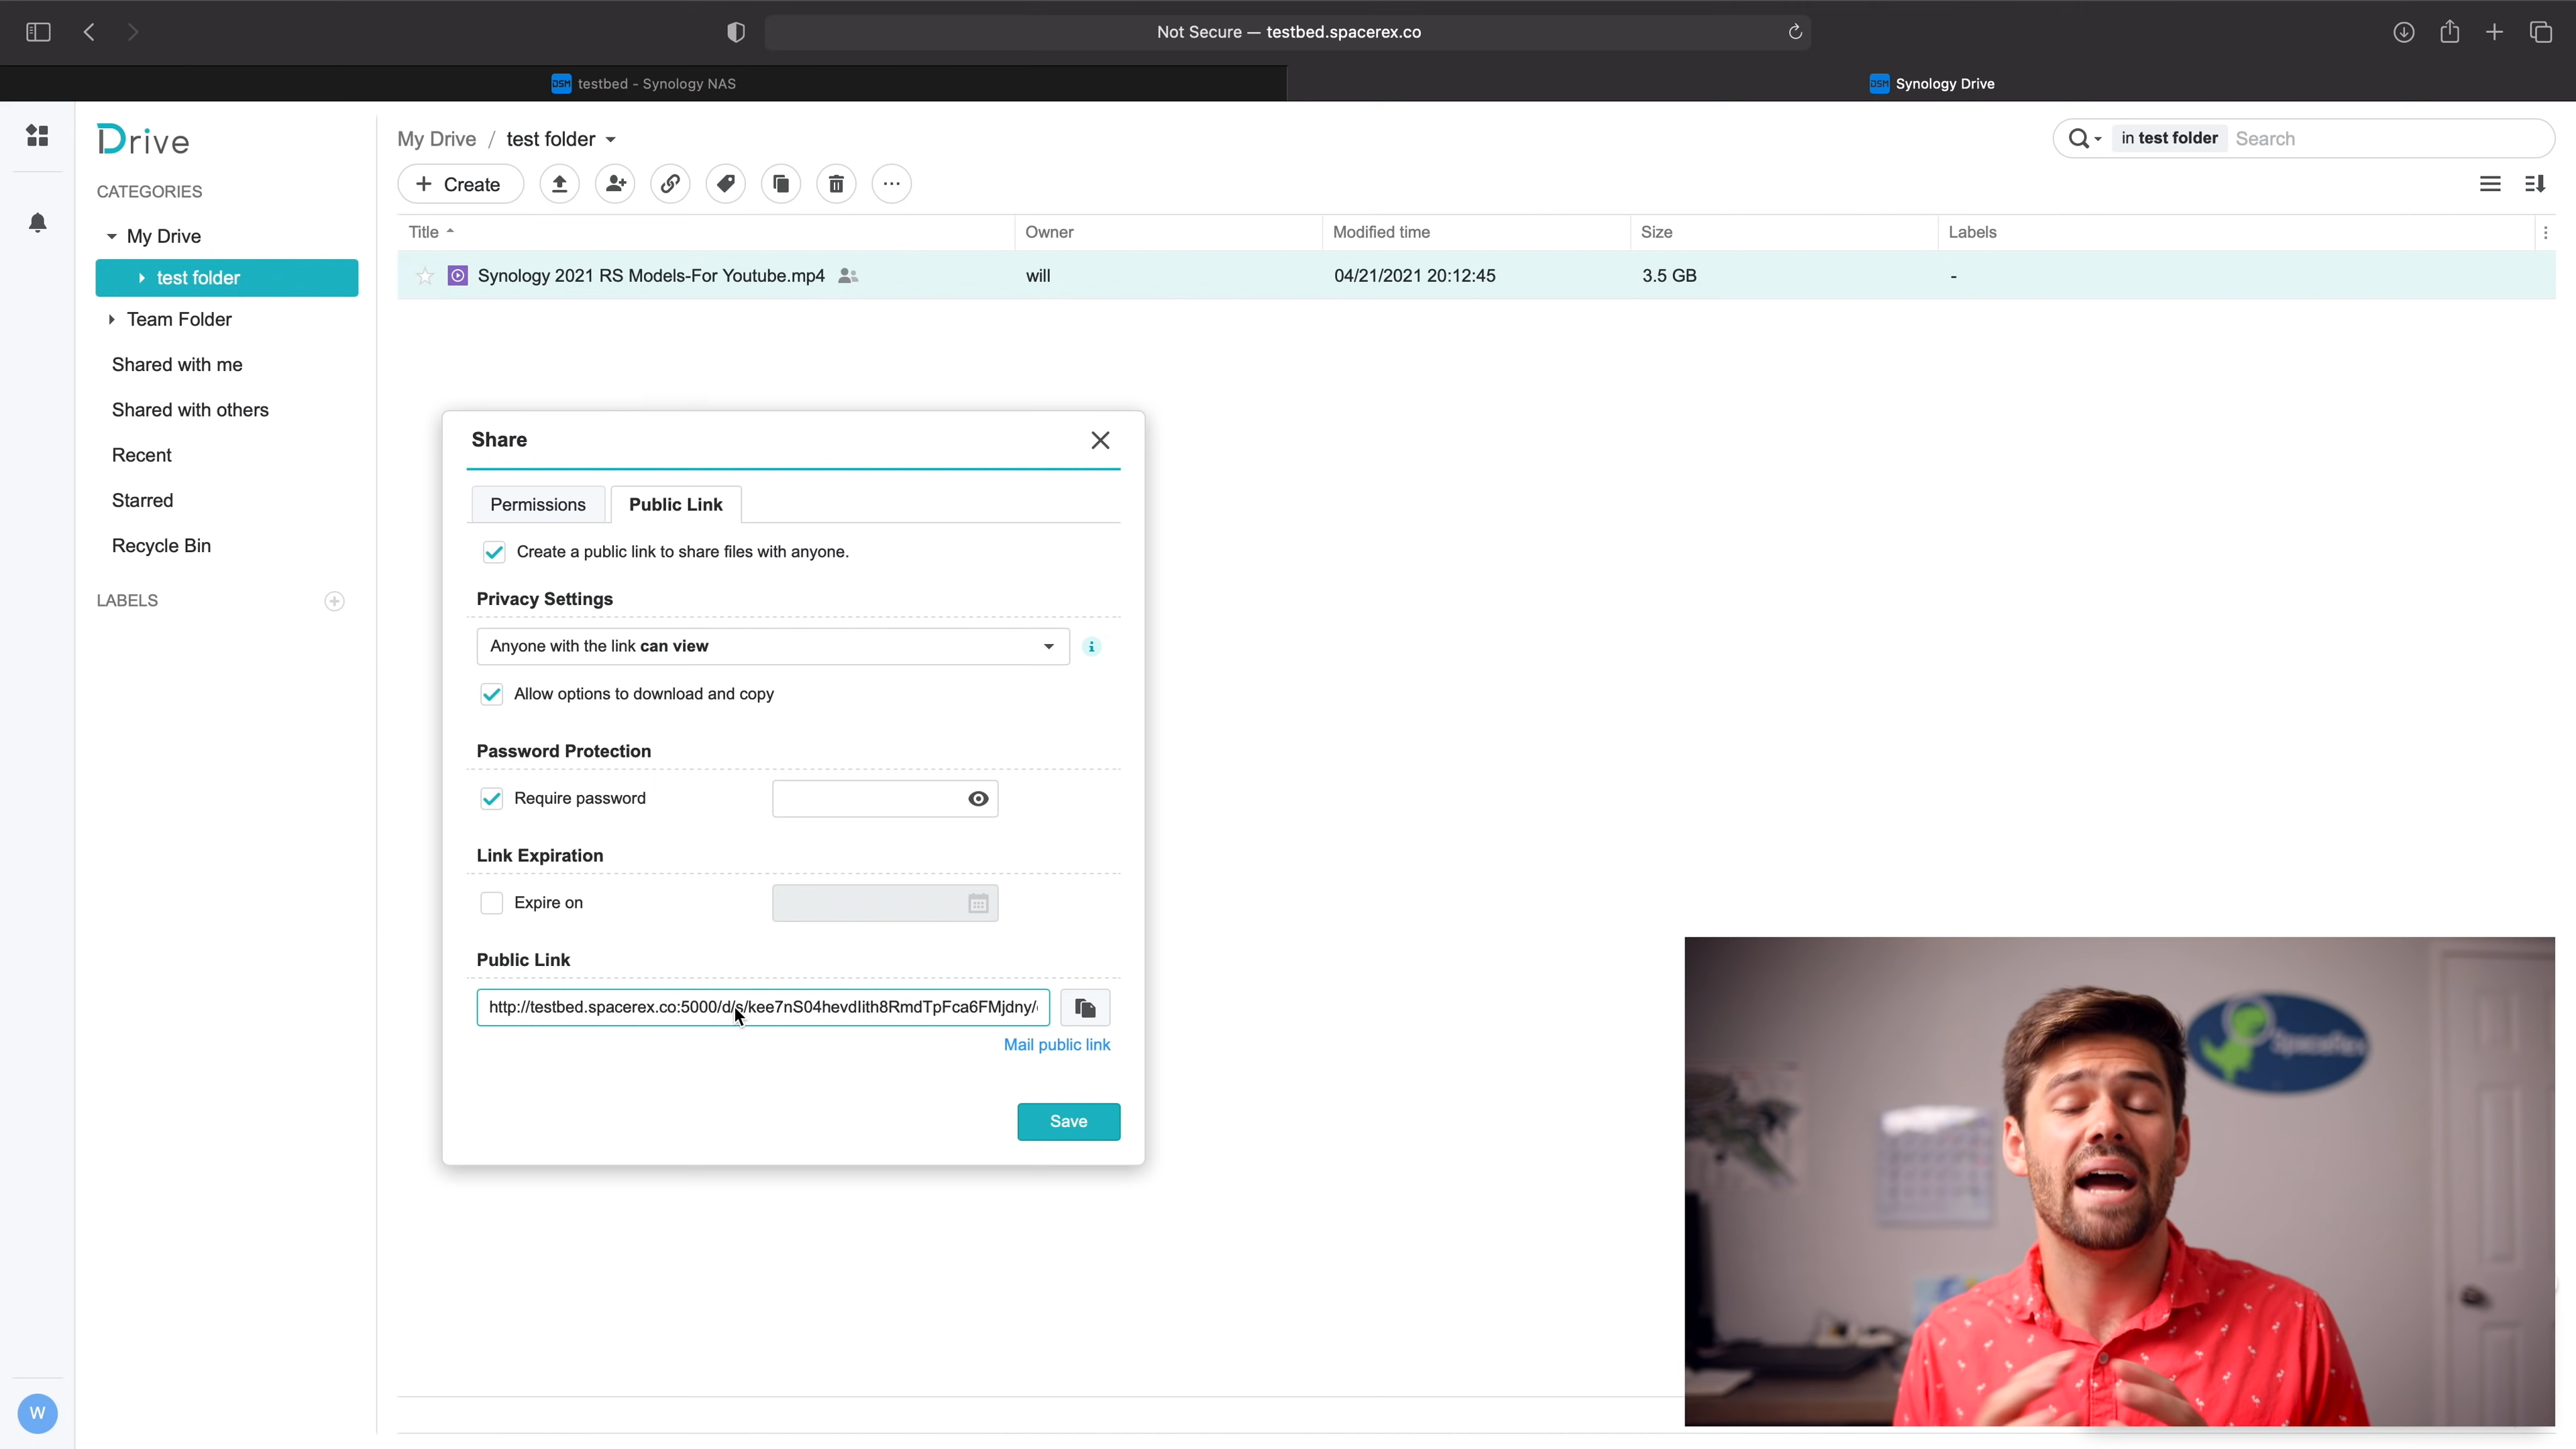 Not Secure — testbed.spacerex.co
DSM testbed - Synology NAS
DSM Synology Drive
Drive
CATEGORIES
My Drive
test folder
Team Folder
Shared with me
Shared with others
Recent
Starred
Recycle Bin
LABELS
W
My Drive / test folder
in test folder Search
+ Create
Title Owner Modified time Size Labels
Synology 2021 RS Models-For Youtube.mp4 will 04/21/2021 20:12:45 3.5 GB -
Share
Permissions Public Link
Create a public link to share files with anyone.
Privacy Settings
Anyone with the link can view
Allow options to download and copy
Password Protection
Require password
Link Expiration
Expire on
Public Link
http://testbed.spacerex.co:5000/d/s/kee7nS04hevdlith8RmdTpFca6FMjdny/
Mail public link
Save
SpaceRex